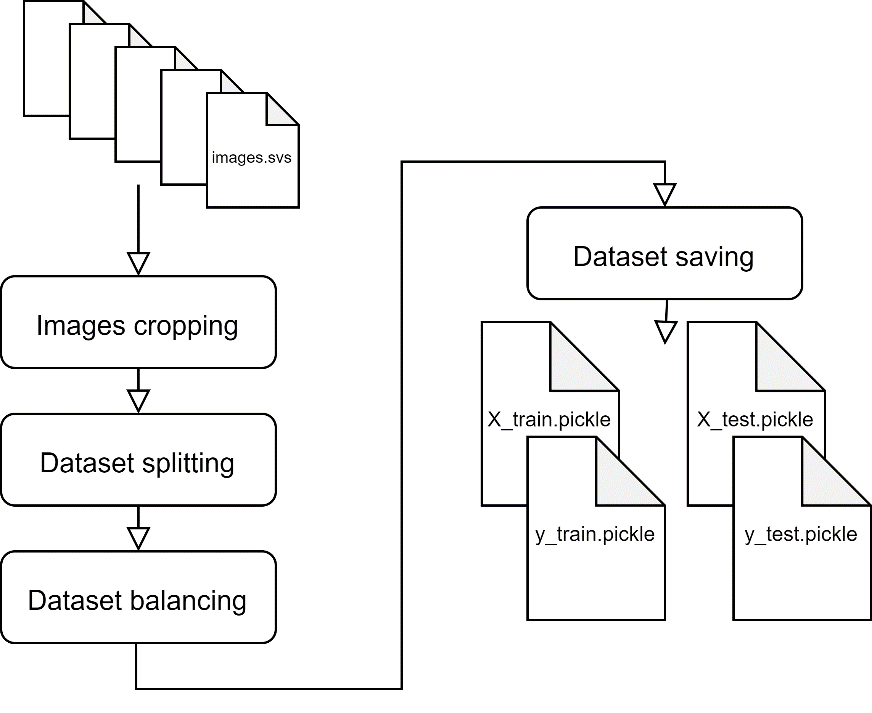 images.svs
Images cropping
Dataset splitting
Dataset balancing
Dataset saving
X_train.pickle
X_test.pickle
y_train.pickle
y_test.pickle